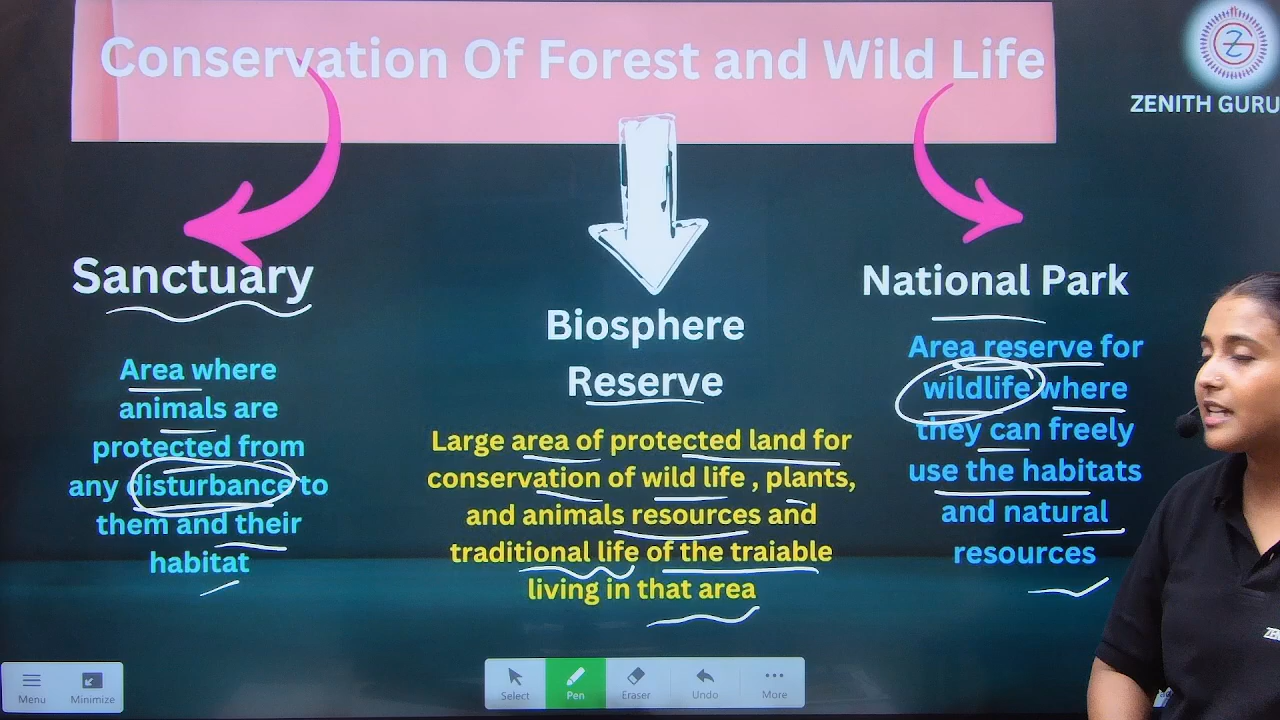 Conservation Of Forest and Wild Life
ZENITH GURU
Sanctuary
Area where
animals are
protected from
any disturbance to
them and their
habitat
Biosphere
Reserve
Large area of protected land for
conservation of wild life , plants,
and animals resources and
traditional life of the traiable
living in that area
National Park
Area reserve for
wildlife where
they can freely
use the habitats
and natural
resources
Menu
Minimize
Select
Pen
Eraser
Undo
More